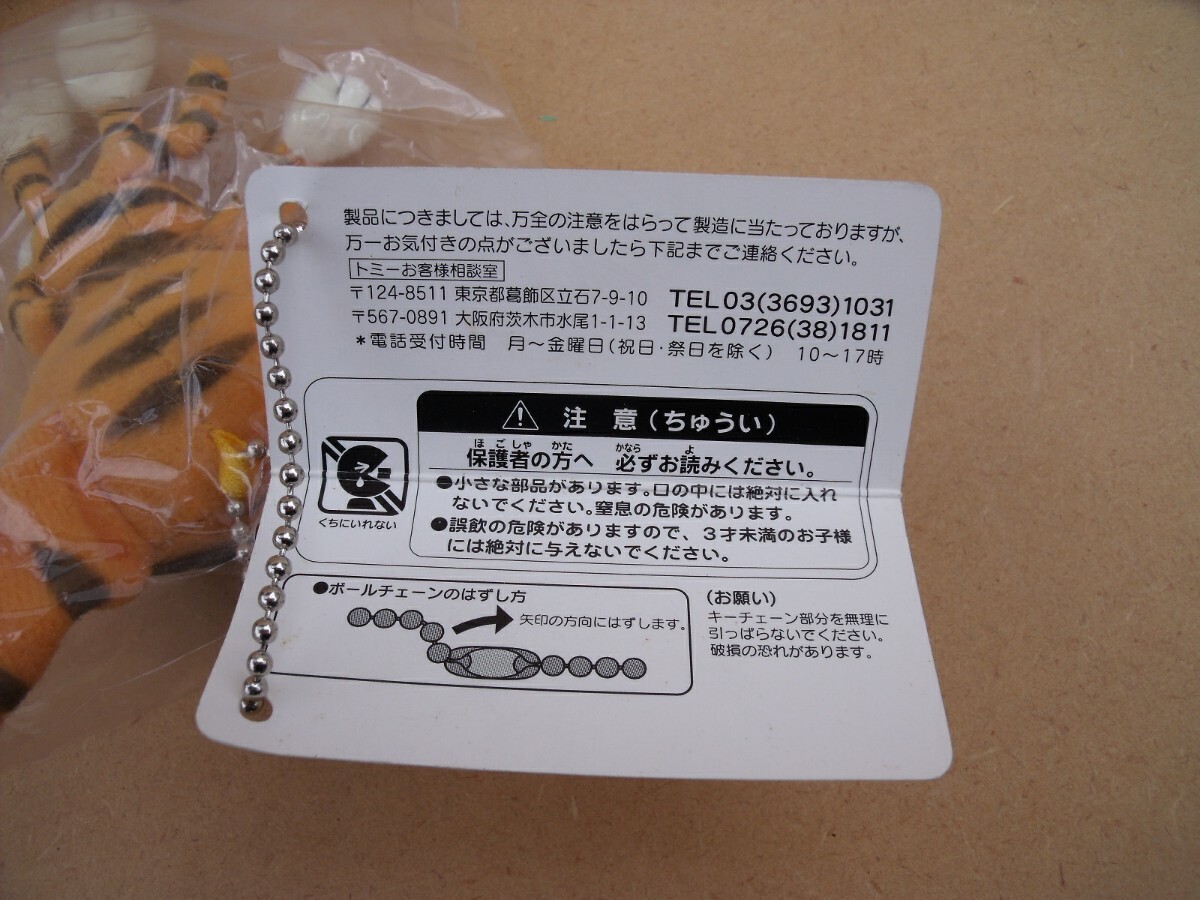 製品につきましては、万全の注意をはらって製造に当たっておりますが、
万一お気付きの点がございましたら下記までご連絡ください。
トミーお客様相談室
〒124-8511 東京都葛飾区立石7-9-10 TEL03(3693)1031
〒567-0891 大阪府茨木市水尾1-1-13 TEL0726(38)1811
*電話受付時間 月~金曜日(祝日・祭日を除く) 10~17時
注 意(ちゅうい)
ほ ご しゃ かた かなら よ
保護者の方へ 必ずお読みください。
●小さな部品があります。口の中には絶対に入れ
ないでください。窒息の危険があります。
●誤飲の危険がありますので、3才未満のお子様
には絶対に与えないでください。
くちにいれない
●ボールチェーンのはずし方
矢印の方向にはずします。
(お願い)
キーチェーン部分を無理に
引っぱらないでください。
破損の恐れがあります。